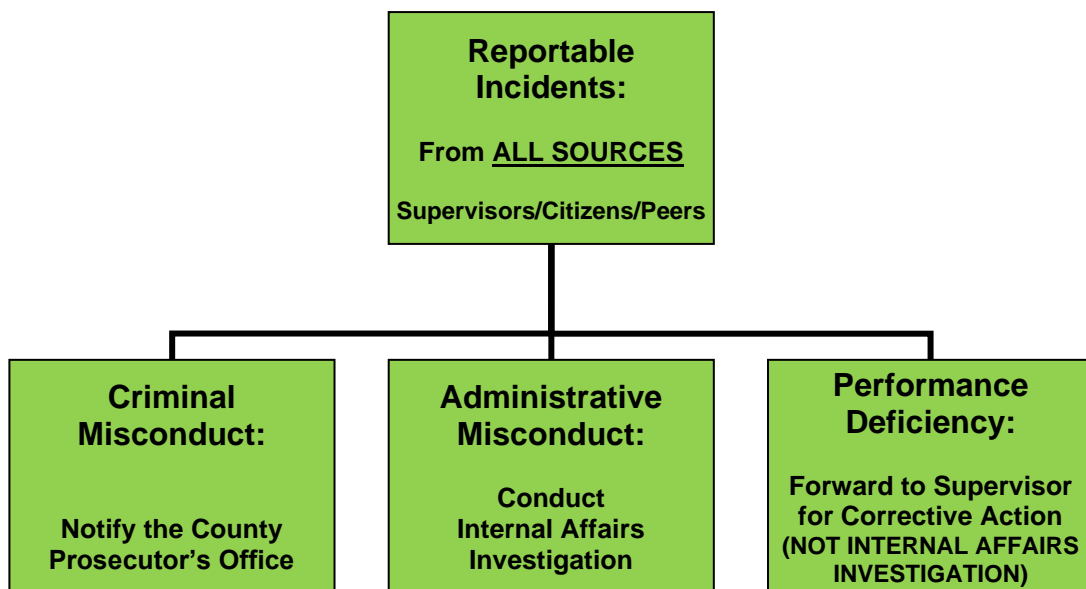 Reportable
Incidents:
From ALL SOURCES
Supervisors/Citizens/Peers
Criminal
Misconduct:
Notify the County
Prosecutor’s Office
Administrative
Misconduct:
Conduct
Internal Affairs
Investigation
Performance
Deficiency:
Forward to Supervisor
for Corrective Action
(NOT INTERNAL AFFAIRS
INVESTIGATION)